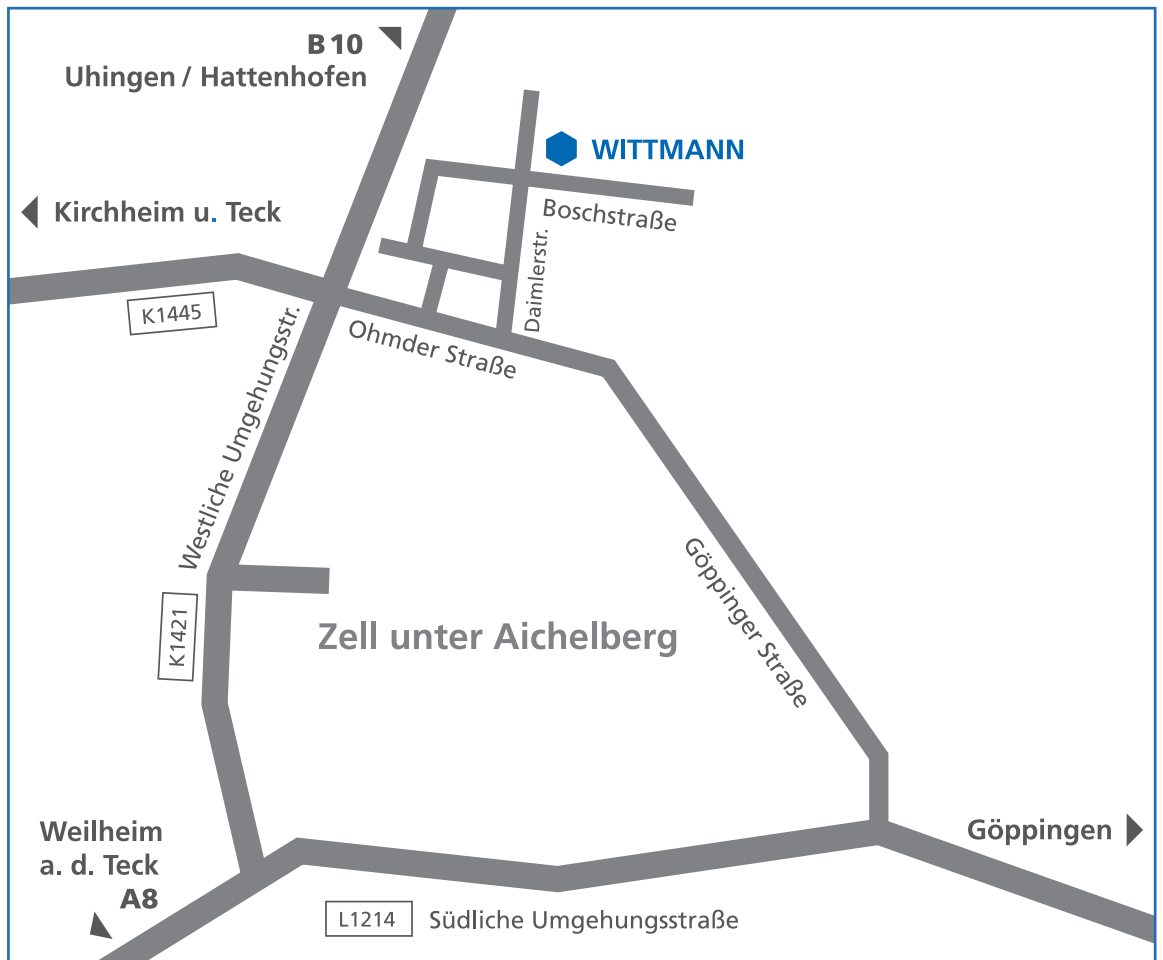 B 10
Uhingen / Hattenhofen
WITTMANN
Kirchheim u. Teck
Boschstraße
Daimlerstr.
K1445
Ohmder Straße
Westliche Umgehungsstr.
Göppinger Straße
K1421
Zell unter Aichelberg
Weilheim
a. d. Teck
A8
Göppingen
L1214 Südliche Umgehungsstraße